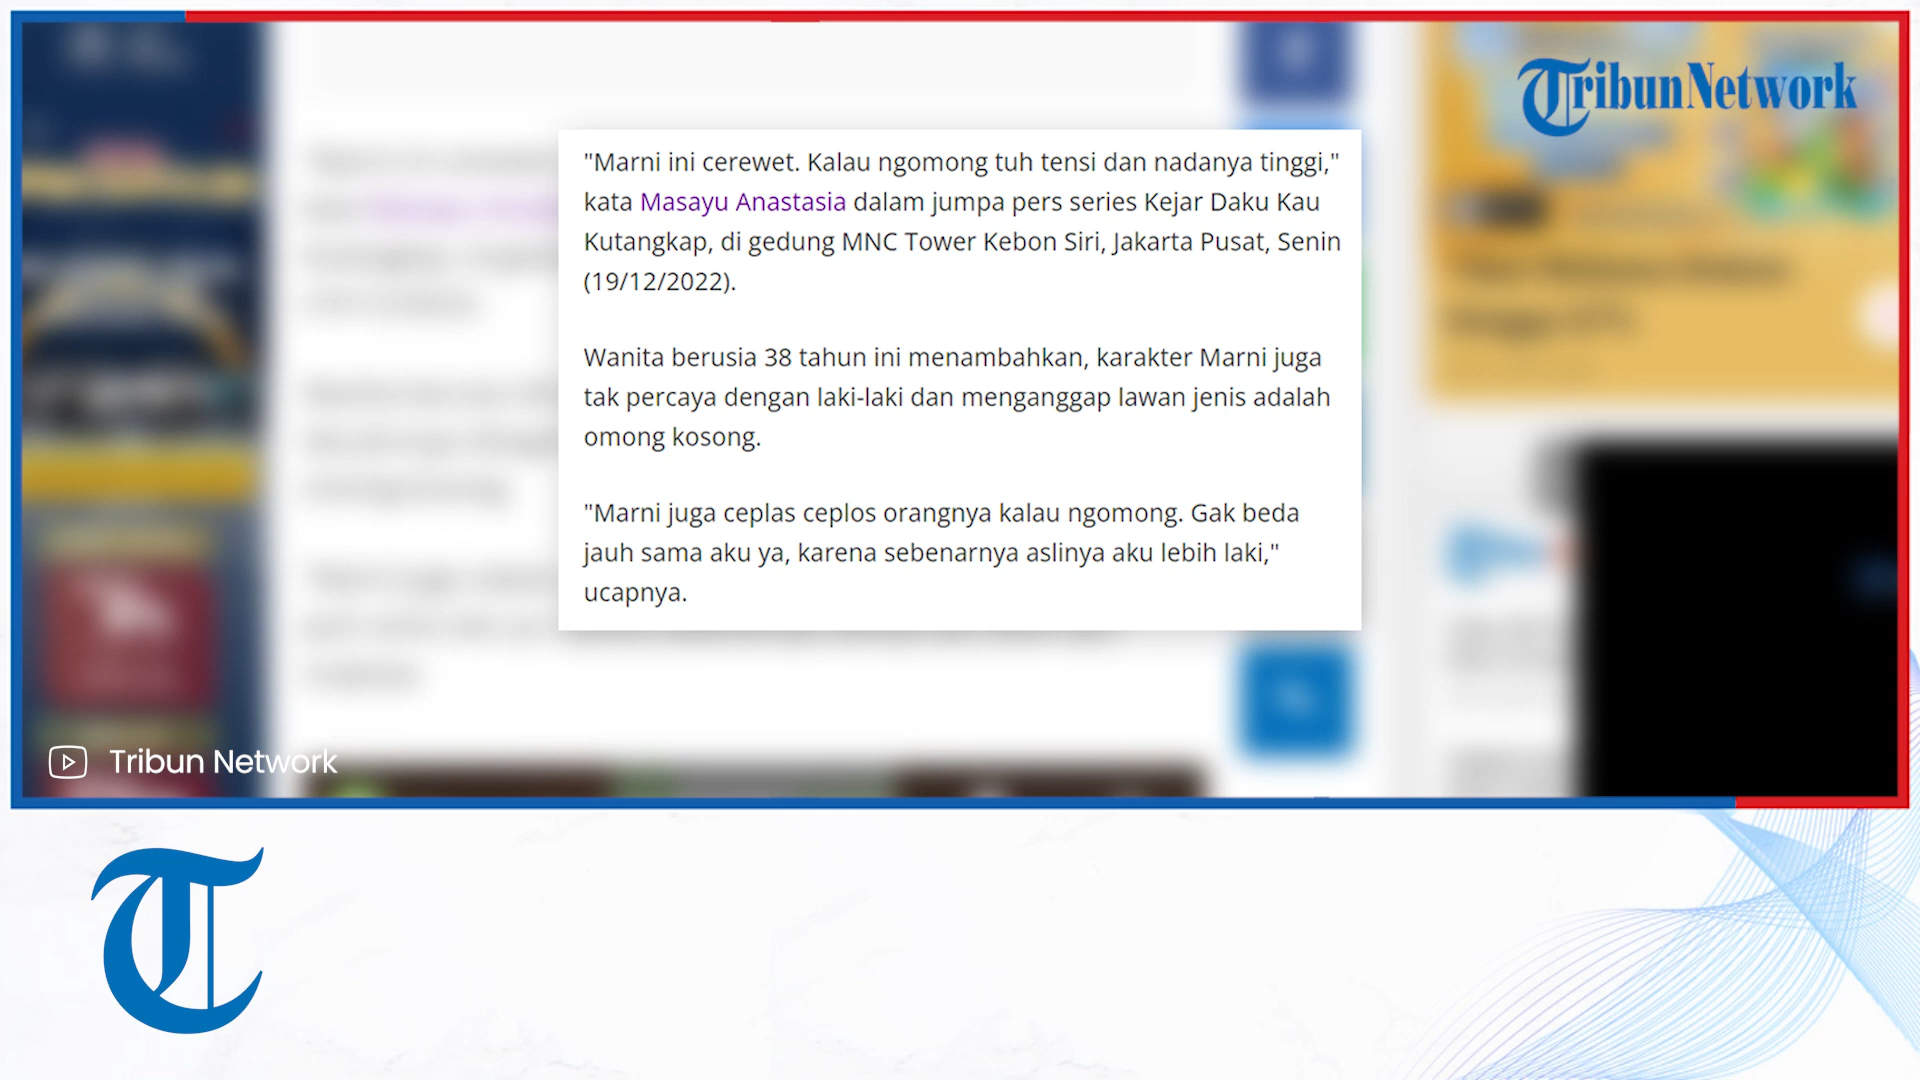 TribunNetwork
"Marni ini cerewet. Kalau ngomong tuh tensi dan nadanya tinggi,"
kata Masayu Anastasia dalam jumpa pers series Kejar Daku Kau
Kutangkap, di gedung MNC Tower Kebon Siri, Jakarta Pusat, Senin
(19/12/2022).
Wanita berusia 38 tahun ini menambahkan, karakter Marni juga
tak percaya dengan laki-laki dan menganggap lawan jenis adalah
omong kosong.
"Marni juga ceplas ceplos orangnya kalau ngomong. Gak beda
jauh sama aku ya, karena sebenarnya aslinya aku lebih laki,"
ucapnya.
Tribun Network
T